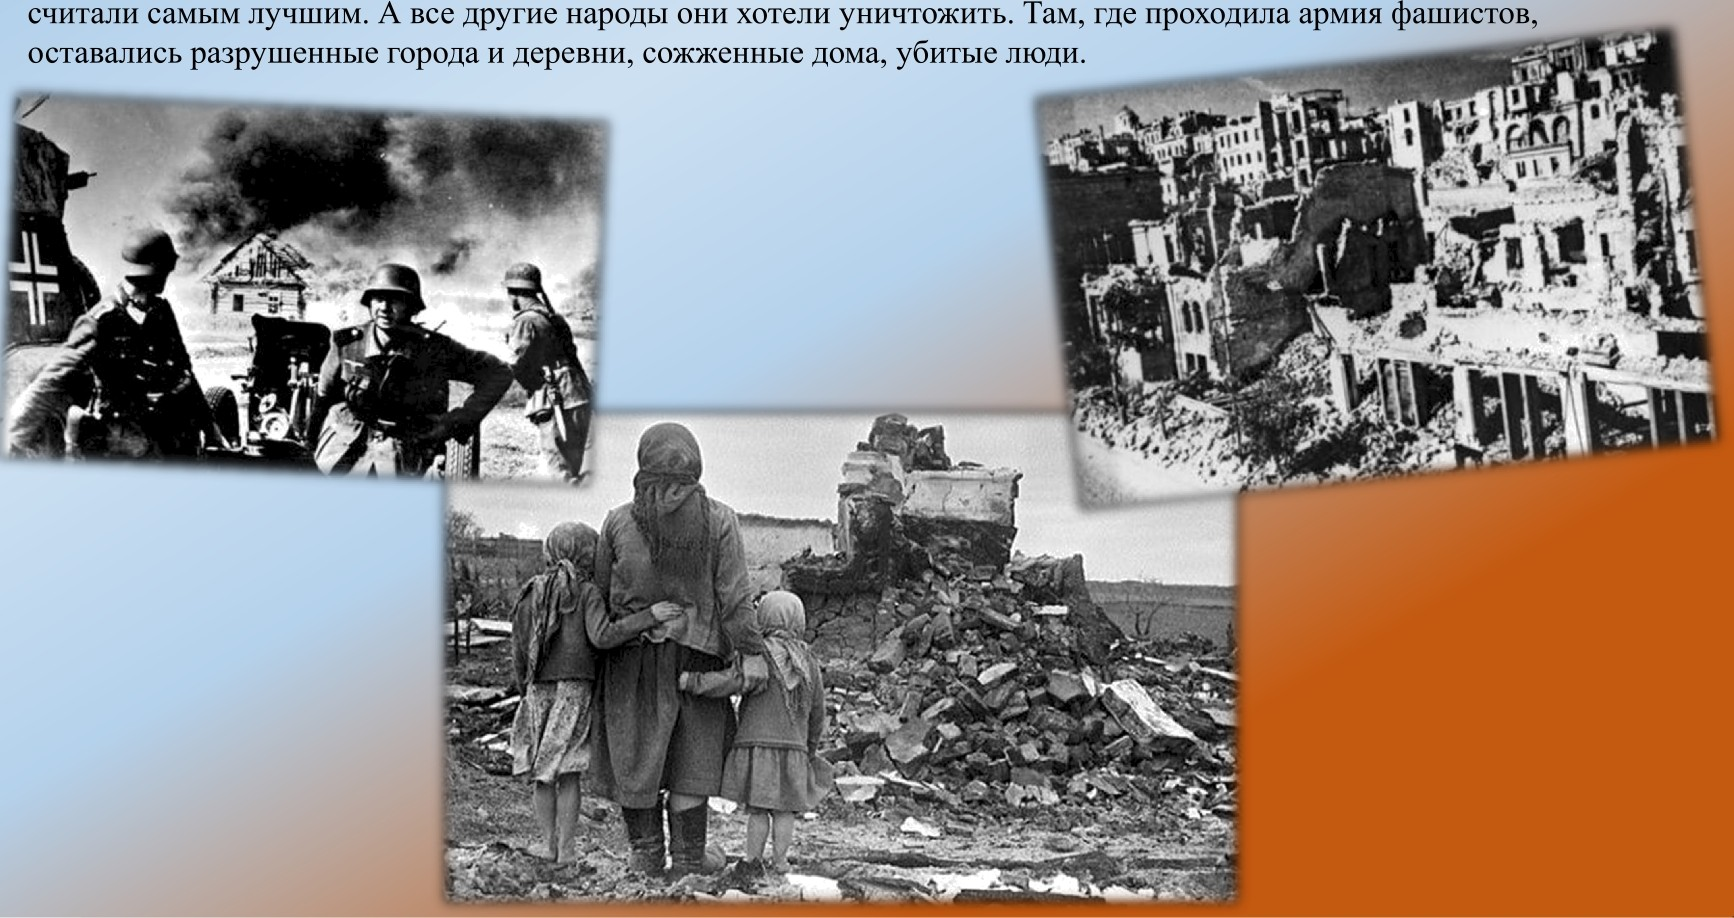 считали самым лучшим. А все другие народы они хотели уничтожить. Там, где проходила армия фашистов,
оставались разрушенные города и деревни, сожженные дома, убитые люди.